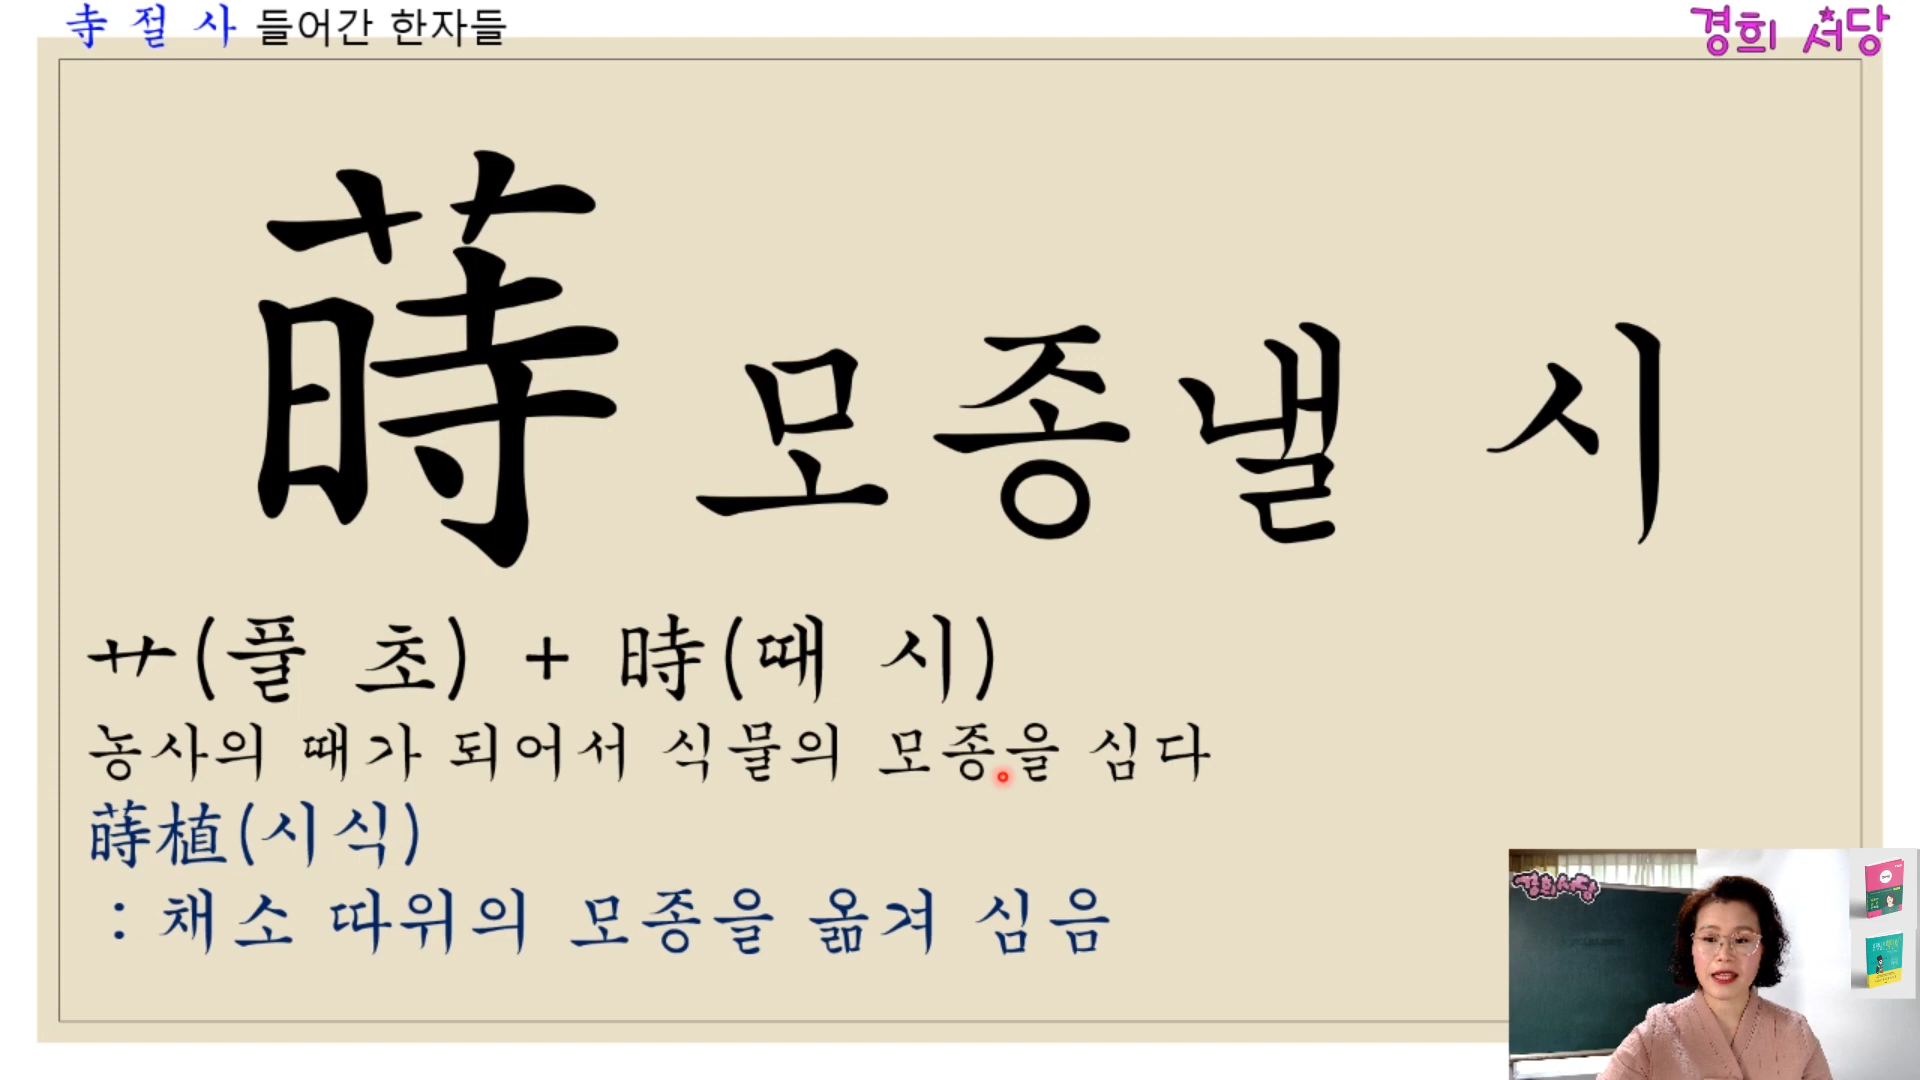 寺 절 사 들어간 한자들
경희 서당
蒔 모종낼 시
艹(풀 초) + 時(때 시)
농사의 때가 되어서 식물의 모종을 심다
蒔植(시식)
: 채소 따위의 모종을 옮겨 심음
경희서당